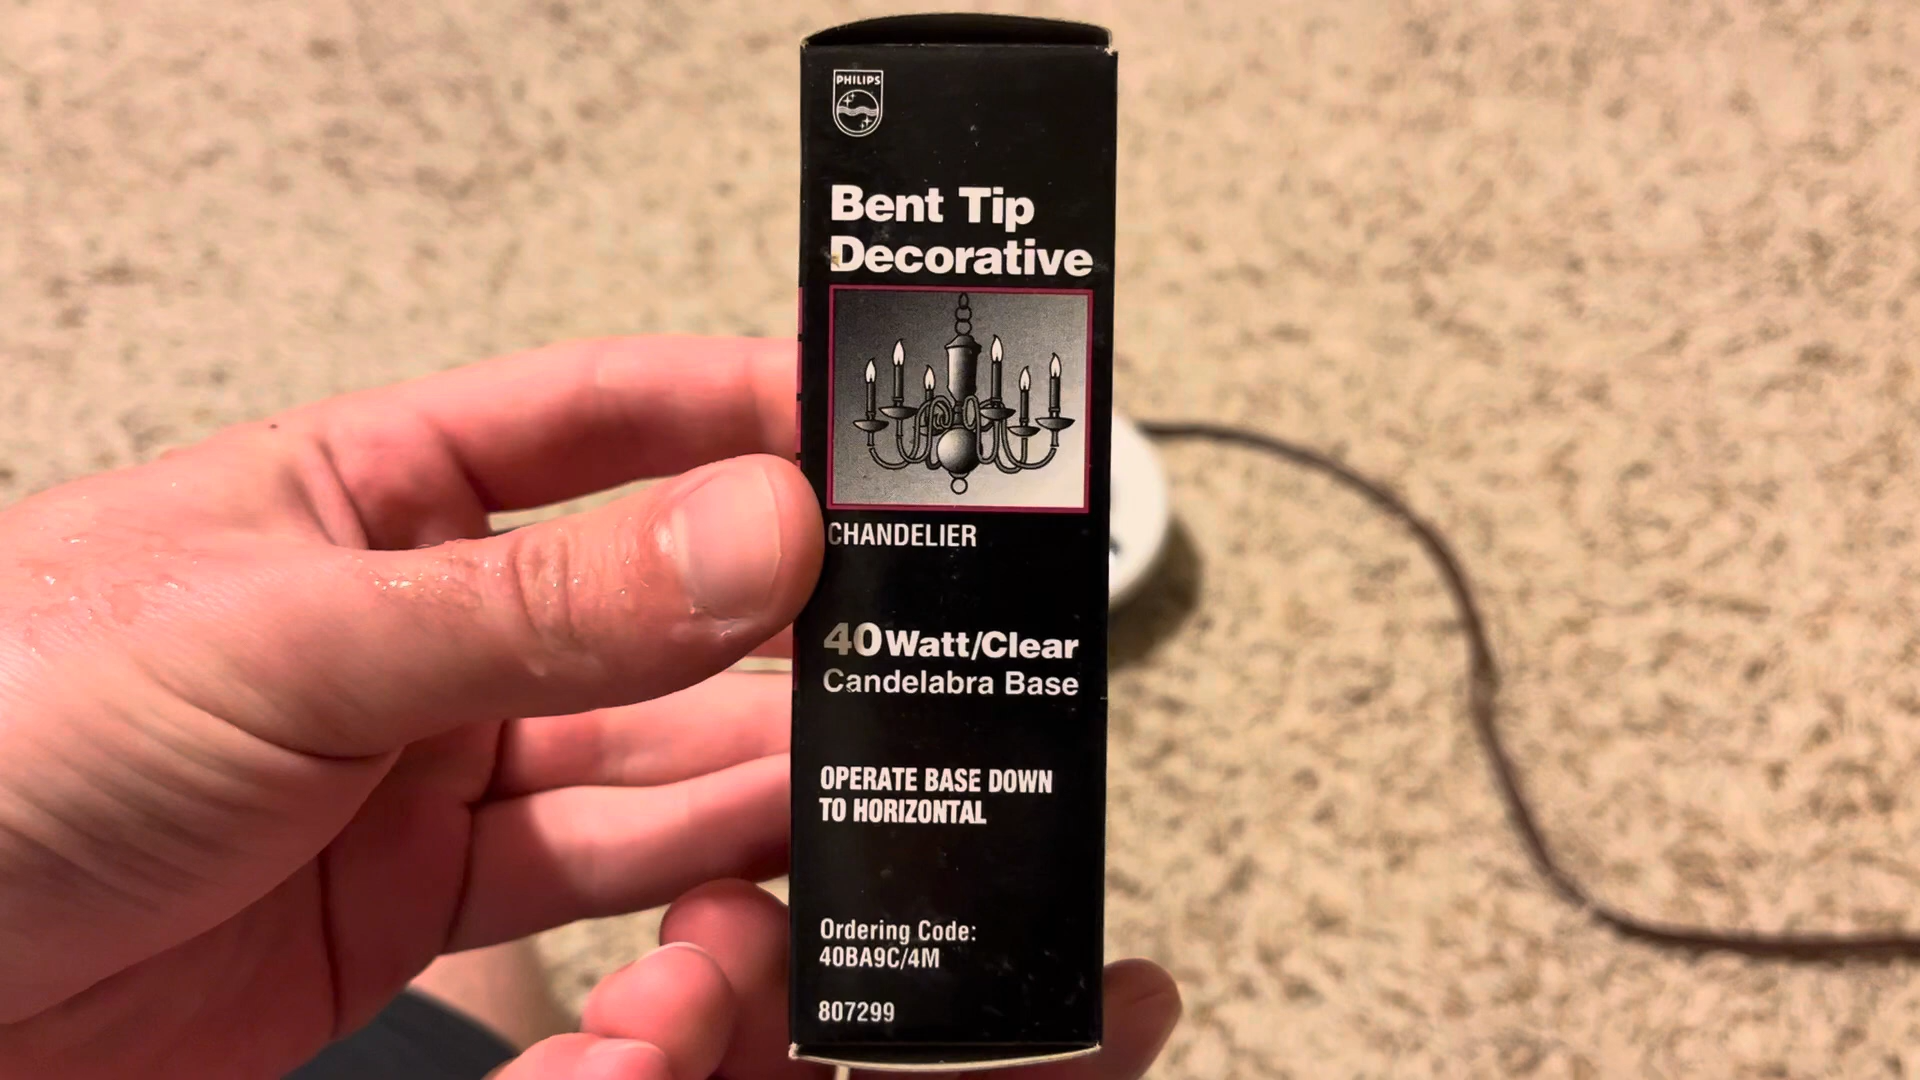 PHILIPS
Bent Tip
Decorative
CHANDELIER
40 Watt/Clear
Candelabra Base
OPERATE BASE DOWN
TO HORIZONTAL
Ordering Code:
40BA9C/4M
807299